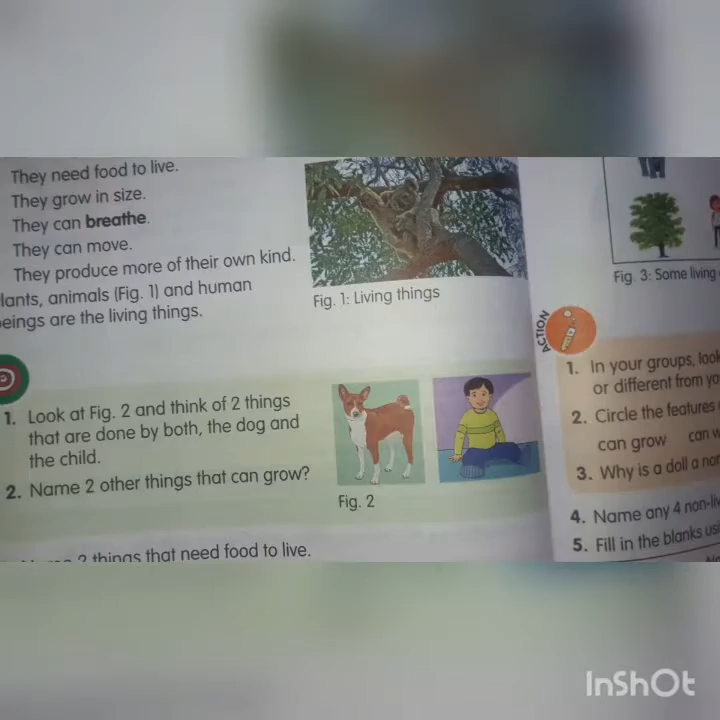 They need food to live.
They grow in size.
They can breathe.
They can move.
They produce more of their own kind.
lants, animals (Fig. 1) and human
eings are the living things.
Fig. 1: Living things
1. Look at Fig. 2 and think of 2 things
that are done by both, the dog and
the child.
2. Name 2 other things that can grow?
Fig. 2
2 things that need food to live.
Fig. 3: Some living
ACTION
1. In your groups, look
or different from yo
2. Circle the features
can grow can w
3. Why is a doll a non
4. Name any 4 non-liv
5. Fill in the blanks us
InShOt